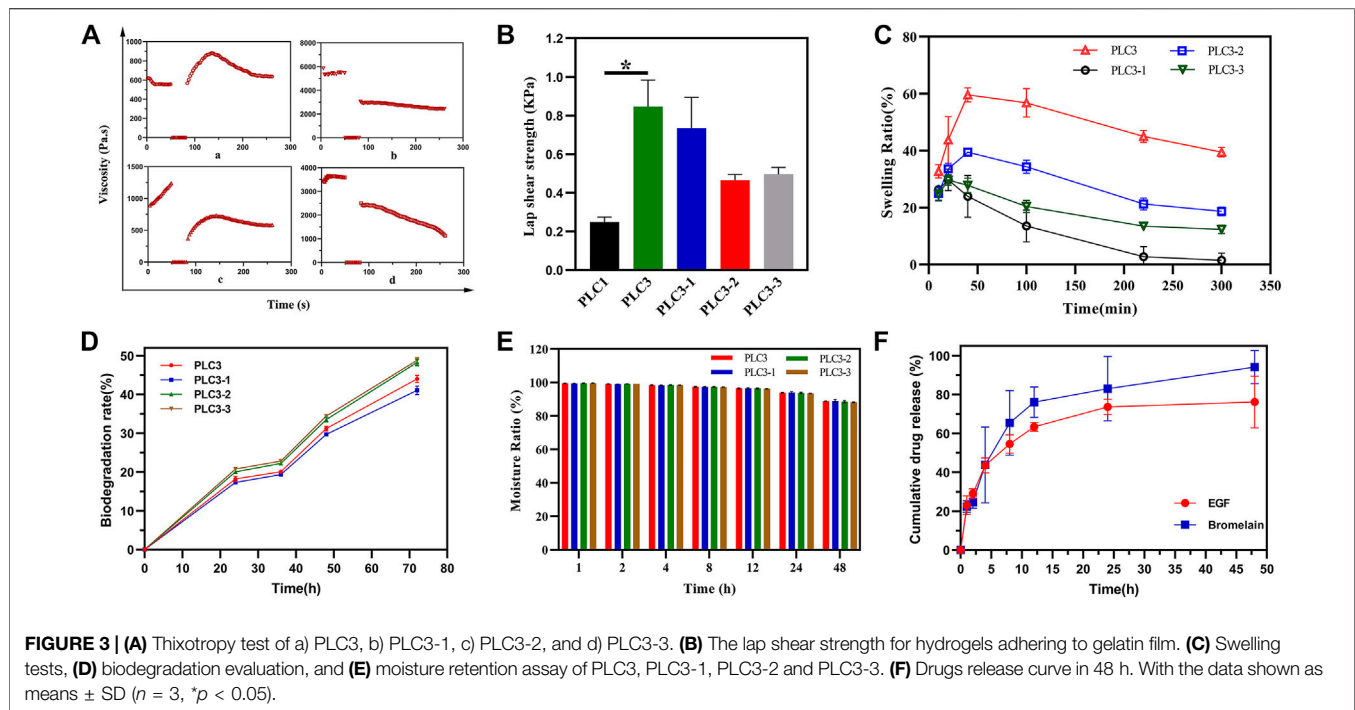 A
Viscosity (Pa.s)
1000
900
800
700
600
500
400
300
200
100
0
0 100 200 300
a
8000
6000
4000
2000
0
0 100 200 300
b
1500
1250
1000
750
500
250
0
0 100 200 300
c
4000
3000
2000
1000
0
0 100 200 300
d
Time (s)
B
Lap shear strength (KPa)
1.2
1.0
0.8
0.6
0.4
0.2
0.0
*
PLC1 PLC3 PLC3-1 PLC3-2 PLC3-3
C
Swelling Ratio(%)
80
60
40
20
0
PLC3 PLC3-2
PLC3-1 PLC3-3
0 50 100 150 200 250 300 350
Time(min)
D
Biodegradation rate(%)
50
40
30
20
10
0
PLC3
PLC3-1
PLC3-2
PLC3-3
0 10 20 30 40 50 60 70 80
Time(h)
E
Moisture Ratio (%)
120
100
80
60
40
20
0
PLC3 PLC3-2
PLC3-1 PLC3-3
1 2 4 8 12 24 48
Time (h)
F
Cumulative drug release (%)
100
80
60
40
20
0
EGF
Bromelain
0 5 10 15 20 25 30 35 40 45 50
Time(h)
FIGURE 3 | (A) Thixotropy test of a) PLC3, b) PLC3-1, c) PLC3-2, and d) PLC3-3. (B) The lap shear strength for hydrogels adhering to gelatin film. (C) Swelling
tests, (D) biodegradation evaluation, and (E) moisture retention assay of PLC3, PLC3-1, PLC3-2 and PLC3-3. (F) Drugs release curve in 48 h. With the data shown as
means ± SD (n = 3, *p < 0.05).